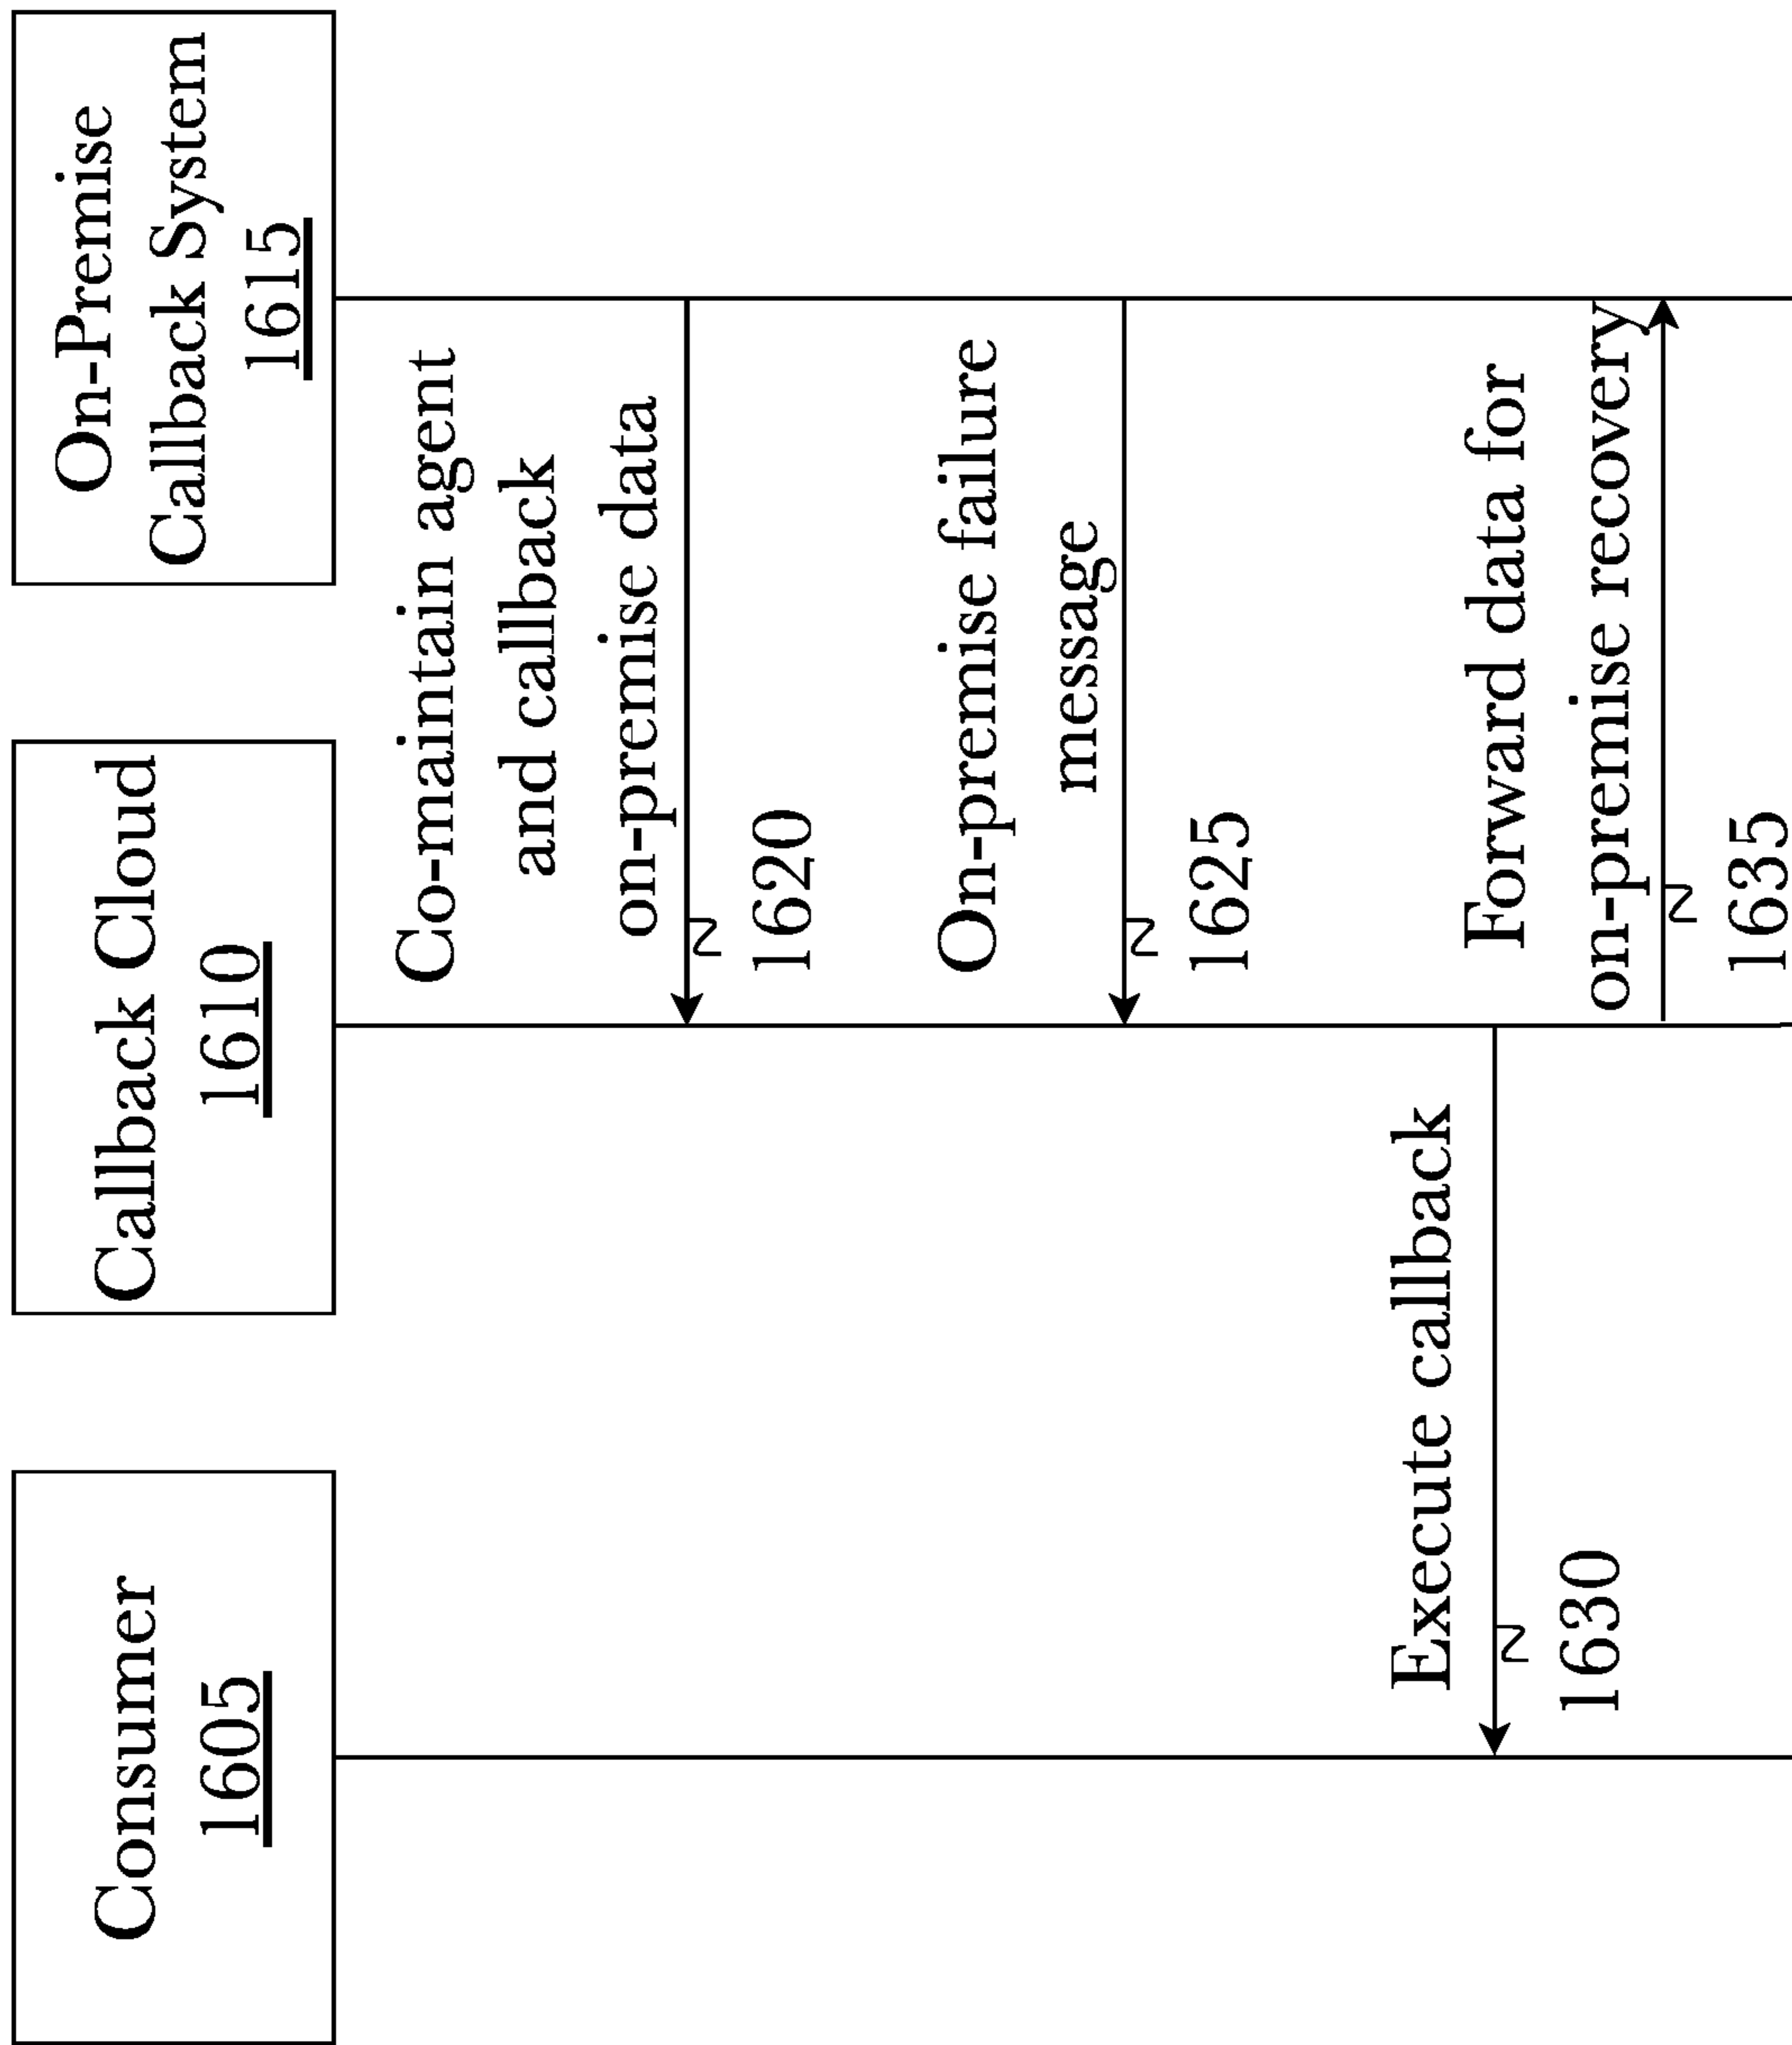 Consumer
1605
Callback Cloud
1610
On-Premise
Callback System
1615
Co-maintain agent
and callback
on-premise data
1620
On-premise failure
message
1625
Execute callback
1630
Forward data for
on-premise recovery
1635